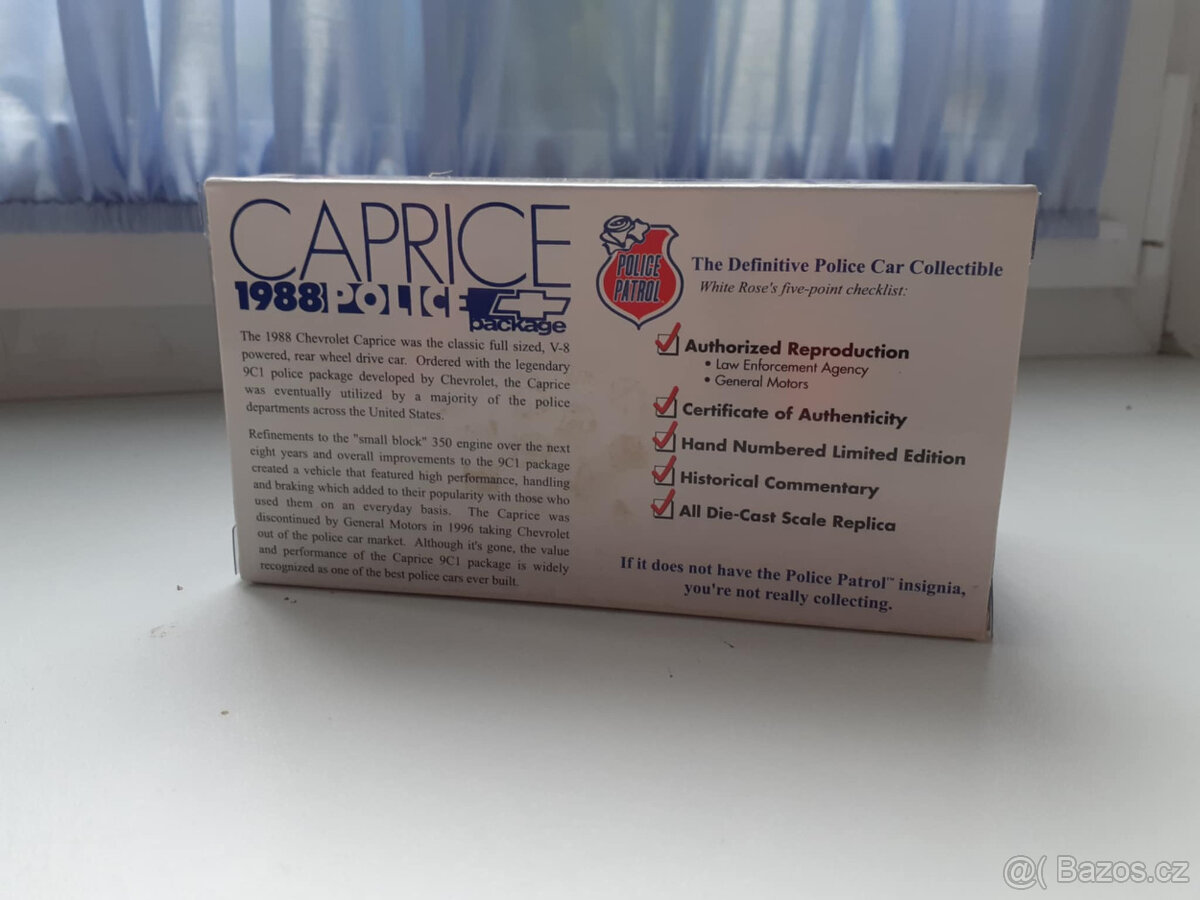 CAPRICE
1988 POLICE
package
The 1988 Chevrolet Caprice was the classic full sized, V-8
powered, rear wheel drive car. Ordered with the legendary
9C1 police package developed by Chevrolet, the Caprice
was eventually utilized by a majority of the police
departments across the United States.
Refinements to the "small block" 350 engine over the next
eight years and overall improvements to the 9C1 package
created a vehicle that featured high performance, handling
and braking which added to their popularity with those who
used them on an everyday basis. The Caprice was
discontinued by General Motors in 1996 taking Chevrolet
out of the police car market. Although it's gone, the value
and performance of the Caprice 9C1 package is widely
recognized as one of the best police cars ever built.
POLICE
PATROL
The Definitive Police Car Collectible
White Rose's five-point checklist:
Authorized Reproduction
• Law Enforcement Agency
• General Motors
Certificate of Authenticity
Hand Numbered Limited Edition
Historical Commentary
All Die-Cast Scale Replica
If it does not have the Police Patrol™ insignia,
you're not really collecting.
@( Bazos.cz